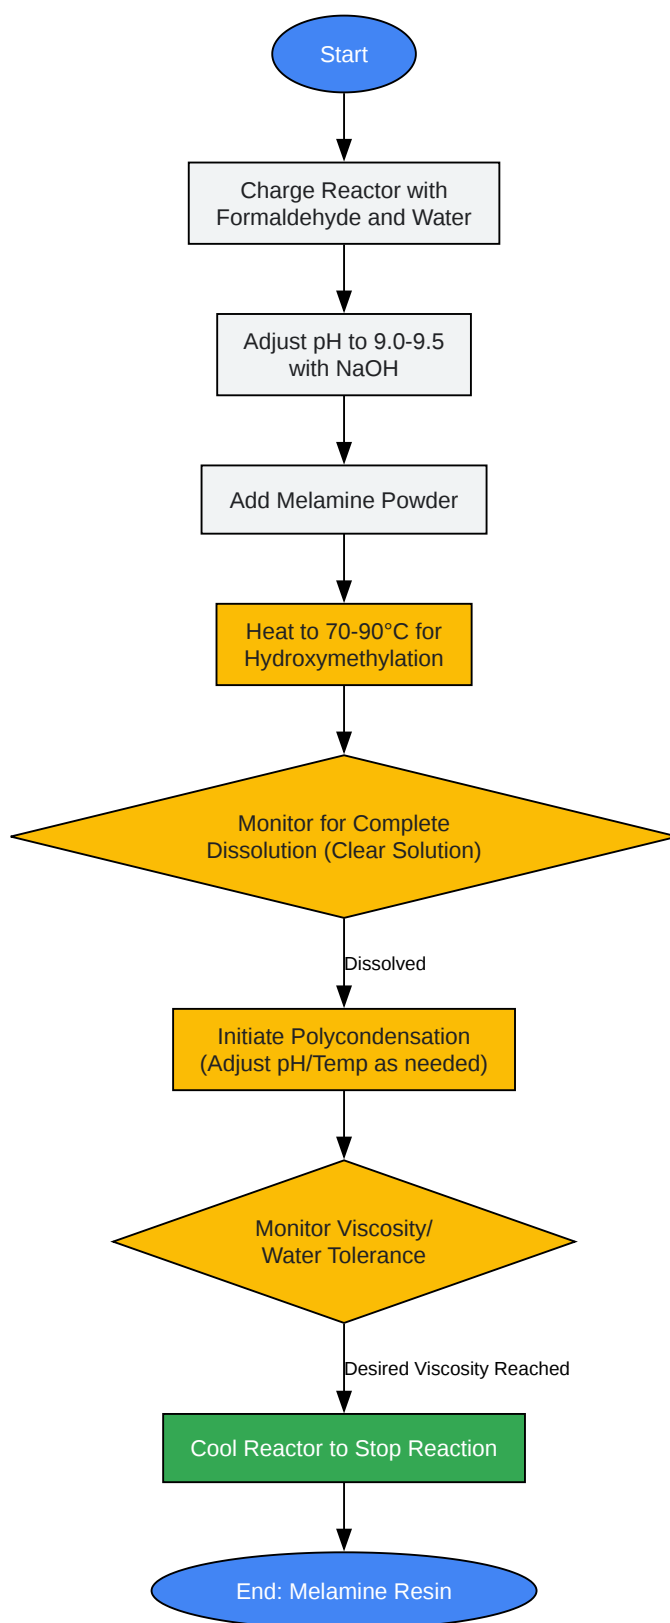 Start
Charge Reactor with
Formaldehyde and Water
Adjust pH to 9.0-9.5
with NaOH
Add Melamine Powder
Heat to 70-90°C for
Hydroxymethylation
Monitor for Complete
Dissolution (Clear Solution)
Dissolved
Initiate Polycondensation
(Adjust pH/Temp as needed)
Monitor Viscosity/
Water Tolerance
Desired Viscosity Reached
Cool Reactor to Stop Reaction
End: Melamine Resin